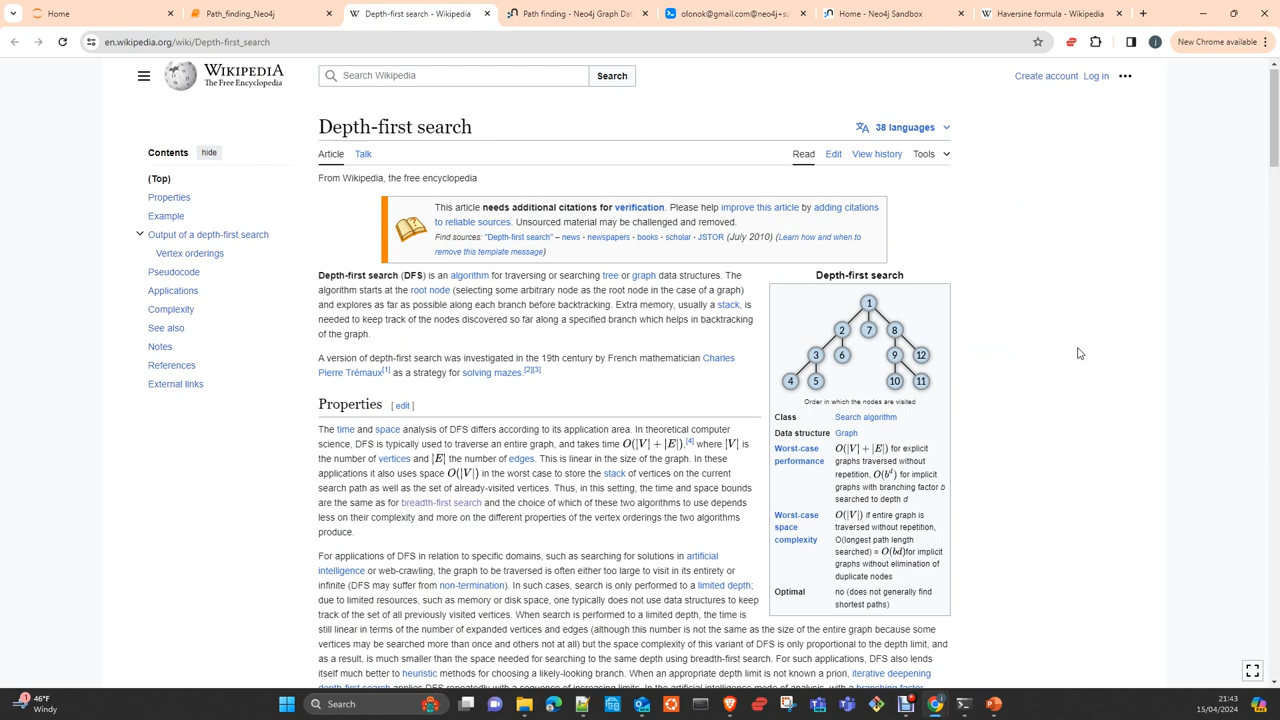 Home
Path_finding_Neo4j
Depth-first search - Wikipedia
Path finding - Neo4j Graph Dat
olonok@gmail.com@neo4j+s
Home - Neo4j Sandbox
Haversine formula - Wikipedia
en.wikipedia.org/wiki/Depth-first_search
New Chrome available
WIKIPEDIA
The Free Encyclopedia
Search Wikipedia
Search
Create account Log in
Depth-first search
38 languages
Contents hide
Article Talk
Read Edit View history Tools
(Top)
Properties
Example
Output of a depth-first search
Vertex orderings
Pseudocode
Applications
Complexity
See also
Notes
References
External links
From Wikipedia, the free encyclopedia
This article needs additional citations for verification. Please help improve this article by adding citations
to reliable sources. Unsourced material may be challenged and removed.
Find sources: "Depth-first search" – news · newspapers · books · scholar · JSTOR (July 2010) (Learn how and when to
remove this template message)
Depth-first search (DFS) is an algorithm for traversing or searching tree or graph data structures. The
algorithm starts at the root node (selecting some arbitrary node as the root node in the case of a graph)
and explores as far as possible along each branch before backtracking. Extra memory, usually a stack, is
needed to keep track of the nodes discovered so far along a specified branch which helps in backtracking
of the graph.
A version of depth-first search was investigated in the 19th century by French mathematician Charles
Pierre Trémaux[1] as a strategy for solving mazes.[2][3]
Properties [ edit ]
The time and space analysis of DFS differs according to its application area. In theoretical computer
science, DFS is typically used to traverse an entire graph, and takes time O(|V| + |E|),[4] where |V| is
the number of vertices and |E| the number of edges. This is linear in the size of the graph. In these
applications it also uses space O(|V|) in the worst case to store the stack of vertices on the current
search path as well as the set of already-visited vertices. Thus, in this setting, the time and space bounds
are the same as for breadth-first search and the choice of which of these two algorithms to use depends
less on their complexity and more on the different properties of the vertex orderings the two algorithms
produce.
For applications of DFS in relation to specific domains, such as searching for solutions in artificial
intelligence or web-crawling, the graph to be traversed is often either too large to visit in its entirety or
infinite (DFS may suffer from non-termination). In such cases, search is only performed to a limited depth;
due to limited resources, such as memory or disk space, one typically does not use data structures to keep
track of the set of all previously visited vertices. When search is performed to a limited depth, the time is
still linear in terms of the number of expanded vertices and edges (although this number is not the same as the size of the entire graph because some
vertices may be searched more than once and others not at all) but the space complexity of this variant of DFS is only proportional to the depth limit, and
as a result, is much smaller than the space needed for searching to the same depth using breadth-first search. For such applications, DFS also lends
itself much better to heuristic methods for choosing a likely-looking branch. When an appropriate depth limit is not known a priori, iterative deepening
Depth-first search
1
2 7 8
3 6 9 12
4 5 10 11
Order in which the nodes are visited
Class Search algorithm
Data structure Graph
Worst-case performance O(|V| + |E|) for explicit
graphs traversed without
repetition, O(b^d) for implicit
graphs with branching factor b
searched to depth d
Worst-case space complexity O(|V|) if entire graph is
traversed without repetition,
O(longest path length
searched) = O(bd)for implicit
graphs without elimination of
duplicate nodes
Optimal no (does not generally find
shortest paths)
1
46°F
Windy
Search
21:43
15/04/2024